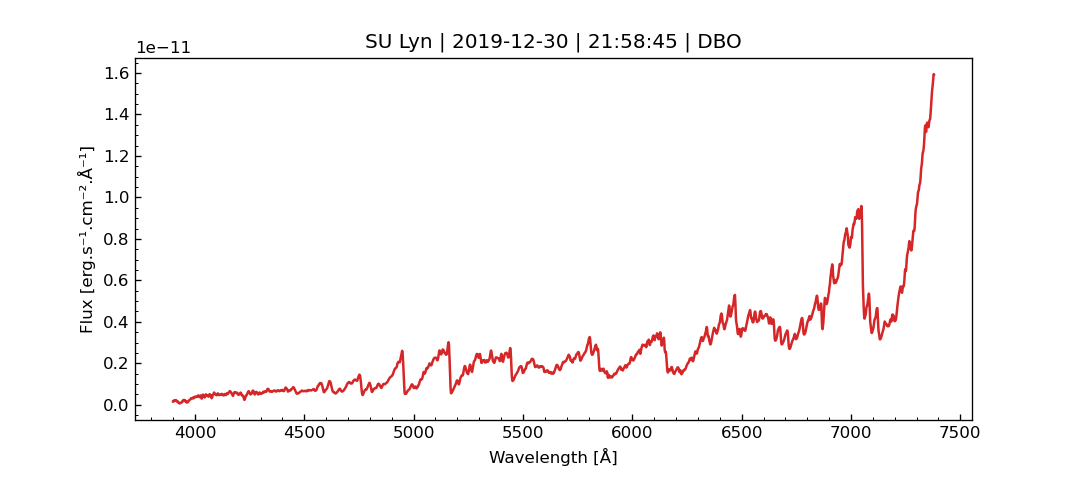 SU Lyn | 2019-12-30 | 21:58:45 | DBO
1e−11
1.6
1.4
1.2
1.0
0.8
0.6
0.4
0.2
0.0
Flux [erg.s⁻¹.cm⁻².Å⁻¹]
4000 4500 5000 5500 6000 6500 7000 7500
Wavelength [Å]